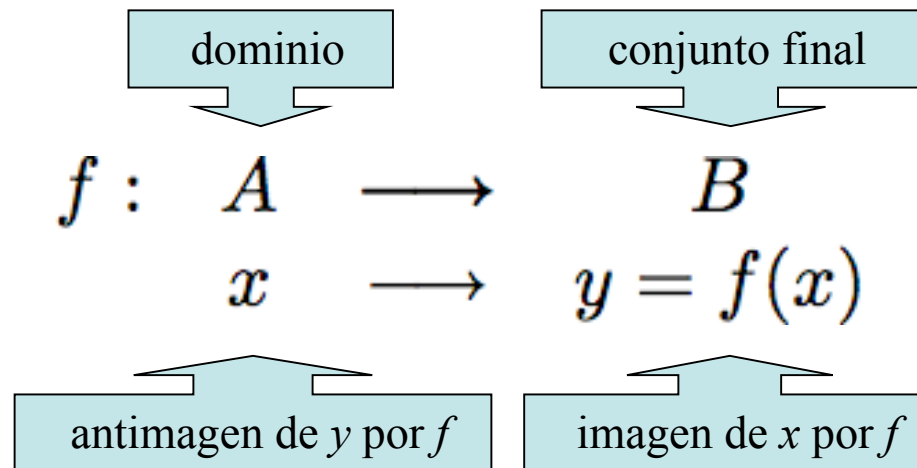 dominio conjunto final
f : A ⟶ B
x ⟶ y = f(x)
antimagen de y por f imagen de x por f